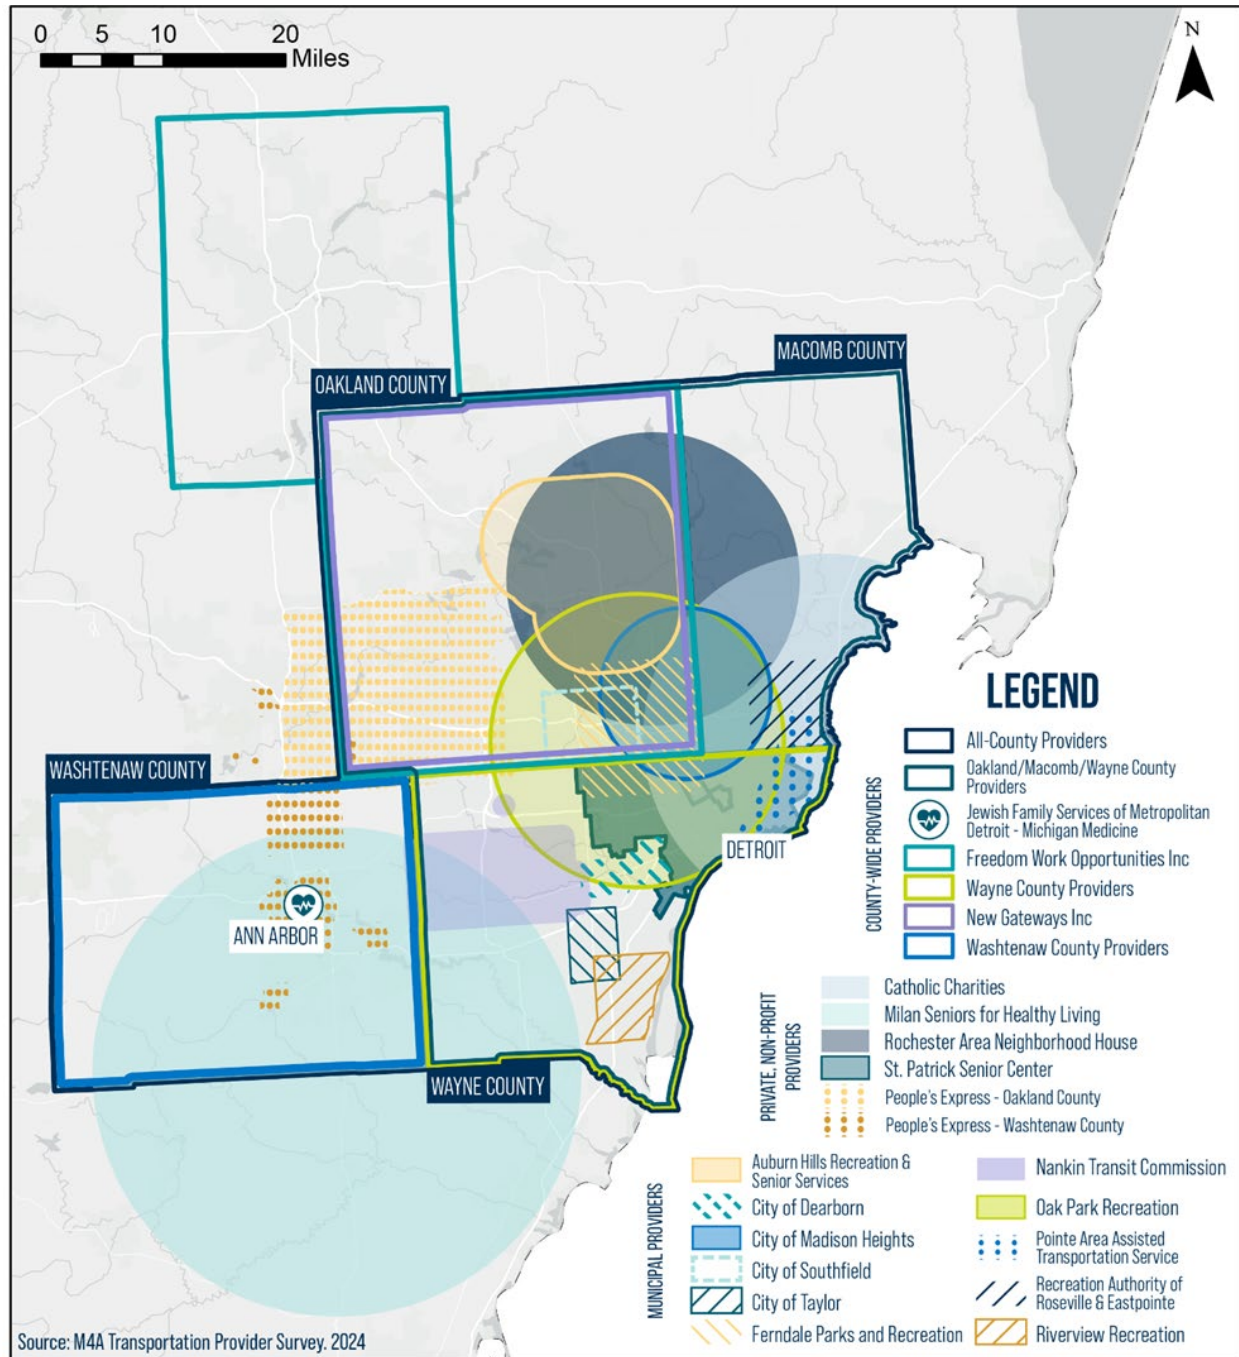 0 5 10 20
Miles
N
MACOMB COUNTY
OAKLAND COUNTY
WASHTENAW COUNTY
DETROIT
ANN ARBOR
WAYNE COUNTY
LEGEND
COUNTY-WIDE PROVIDERS
All-County Providers
Oakland/Macomb/Wayne County
Providers
Jewish Family Services of Metropolitan
Detroit - Michigan Medicine
Freedom Work Opportunities Inc
Wayne County Providers
New Gateways Inc
Washtenaw County Providers
PRIVATE, NON-PROFIT
PROVIDERS
Catholic Charities
Milan Seniors for Healthy Living
Rochester Area Neighborhood House
St. Patrick Senior Center
People's Express - Oakland County
People's Express - Washtenaw County
MUNICIPAL PROVIDERS
Auburn Hills Recreation &
Senior Services
City of Dearborn
City of Madison Heights
City of Southfield
City of Taylor
Ferndale Parks and Recreation
Nankin Transit Commission
Oak Park Recreation
Pointe Area Assisted
Transportation Service
Recreation Authority of
Roseville & Eastpointe
Riverview Recreation
Source: M4A Transportation Provider Survey. 2024